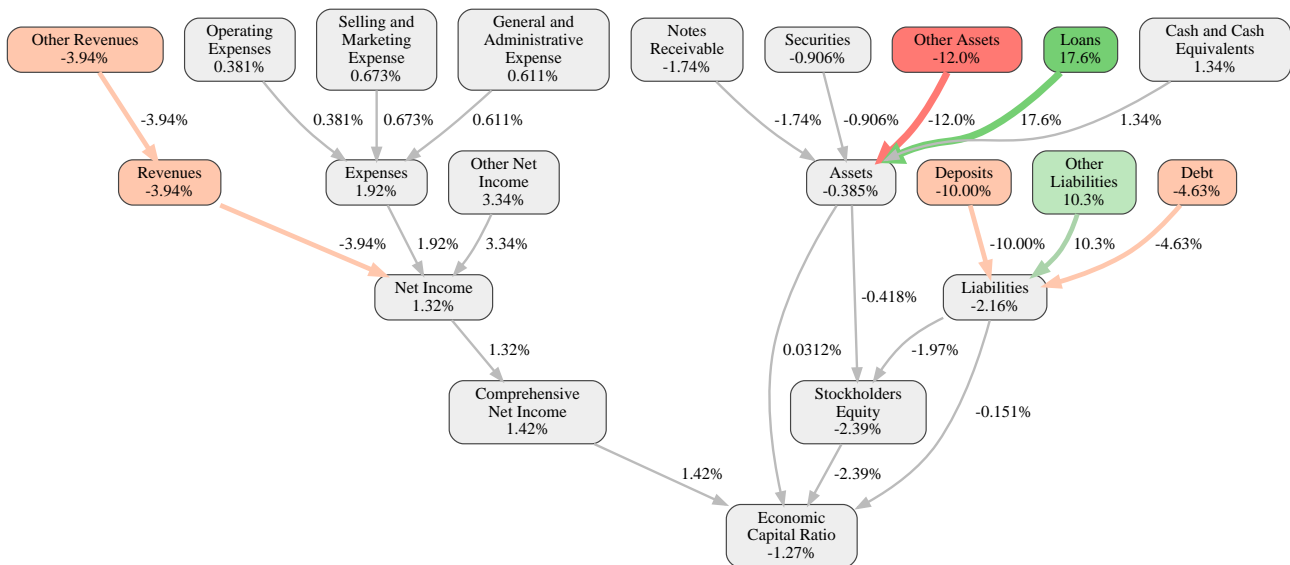 Other Revenues
-3.94%
Operating
Expenses
0.381%
Selling and
Marketing
Expense
0.673%
General and
Administrative
Expense
0.611%
Notes
Receivable
-1.74%
Securities
-0.906%
Other Assets
-12.0%
Loans
17.6%
Cash and Cash
Equivalents
1.34%
-3.94%
0.381%
0.673%
0.611%
-1.74%
-0.906%
-12.0%
17.6%
1.34%
Revenues
-3.94%
Expenses
1.92%
Other Net
Income
3.34%
Assets
-0.385%
Deposits
-10.00%
Other
Liabilities
10.3%
Debt
-4.63%
-3.94%
1.92%
3.34%
-10.00%
10.3%
-4.63%
Net Income
1.32%
-0.418%
Liabilities
-2.16%
1.32%
0.0312%
-1.97%
Comprehensive
Net Income
1.42%
Stockholders
Equity
-2.39%
-0.151%
1.42%
-2.39%
Economic
Capital Ratio
-1.27%